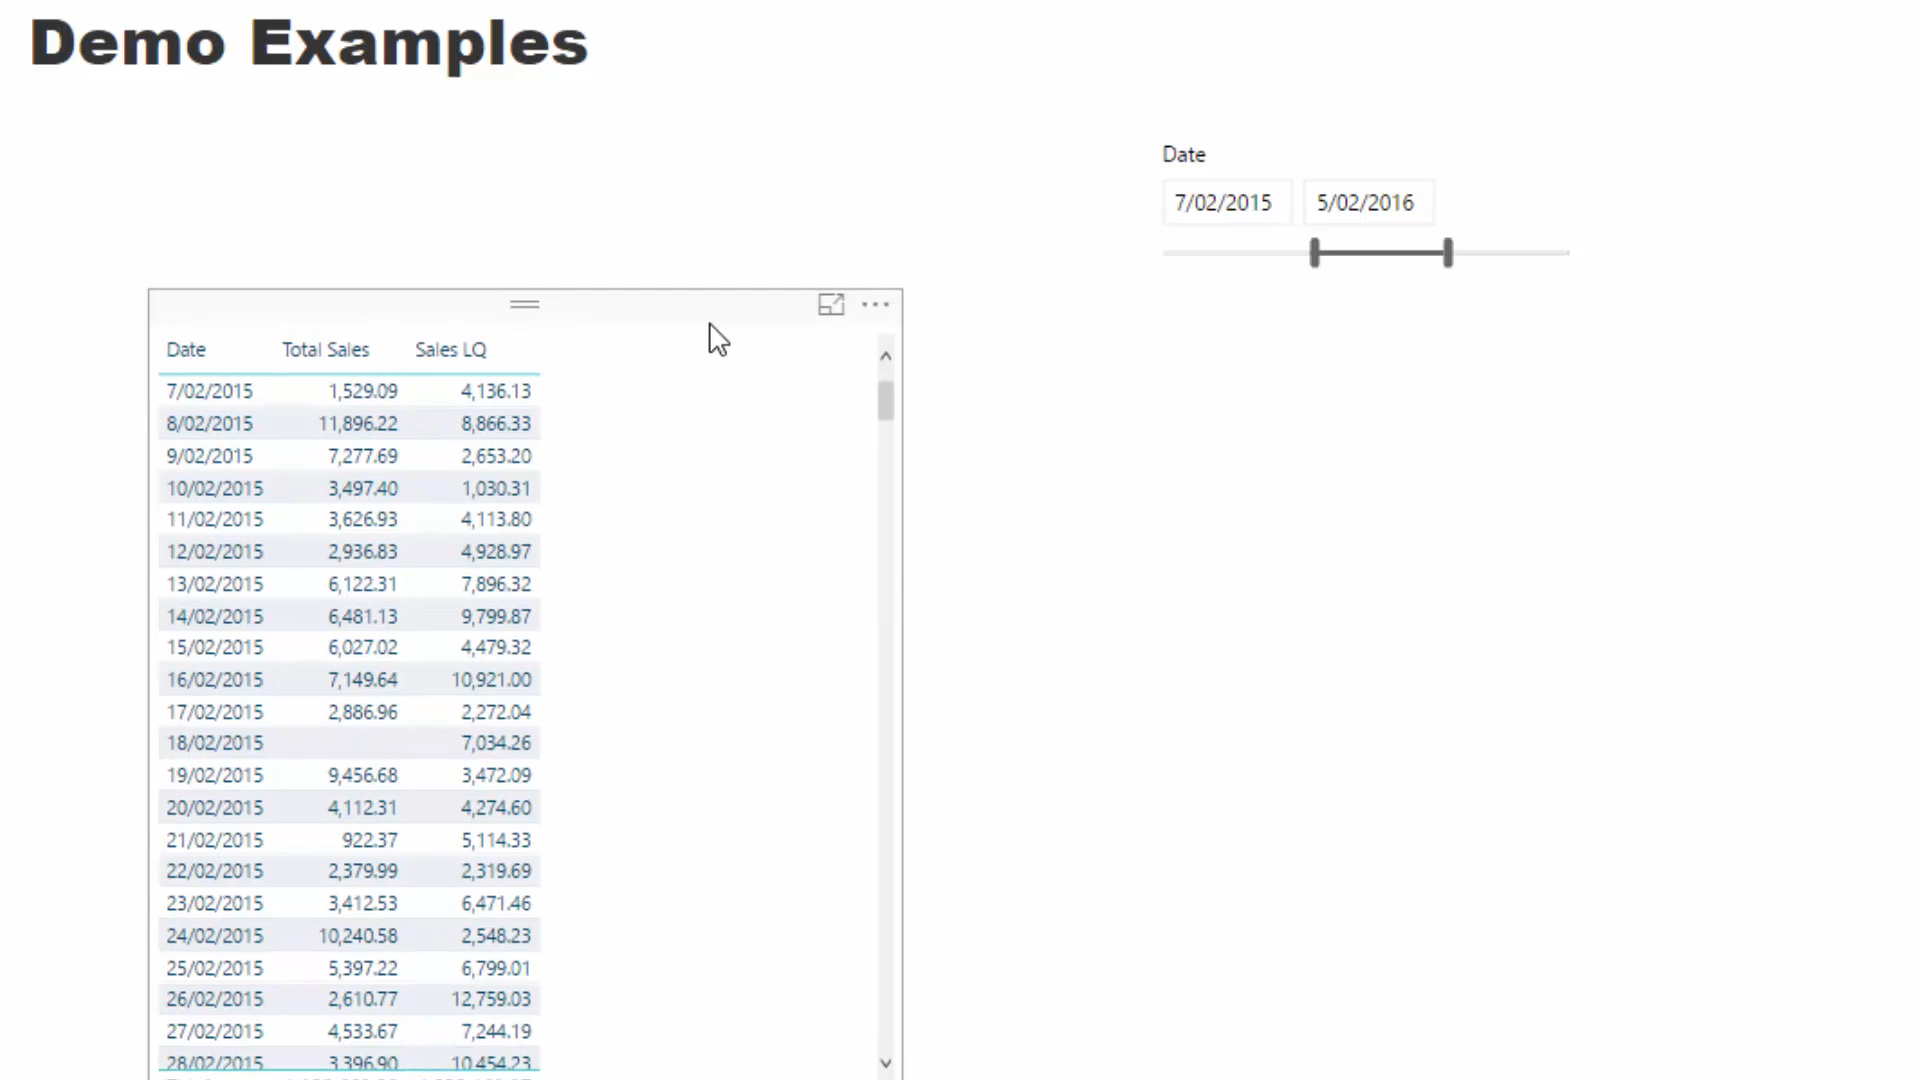 Demo Examples
Date
7/02/2015 5/02/2016
Date Total Sales Sales LQ
7/02/2015 1,529.09 4,136.13
8/02/2015 11,896.22 8,866.33
9/02/2015 7,277.69 2,653.20
10/02/2015 3,497.40 1,030.31
11/02/2015 3,626.93 4,113.80
12/02/2015 2,936.83 4,928.97
13/02/2015 6,122.31 7,896.32
14/02/2015 6,481.13 9,799.87
15/02/2015 6,027.02 4,479.32
16/02/2015 7,149.64 10,921.00
17/02/2015 2,886.96 2,272.04
18/02/2015 7,034.26
19/02/2015 9,456.68 3,472.09
20/02/2015 4,112.31 4,274.60
21/02/2015 922.37 5,114.33
22/02/2015 2,379.99 2,319.69
23/02/2015 3,412.53 6,471.46
24/02/2015 10,240.58 2,548.23
25/02/2015 5,397.22 6,799.01
26/02/2015 2,610.77 12,759.03
27/02/2015 4,533.67 7,244.19
28/02/2015 3,396.90 10,454.23